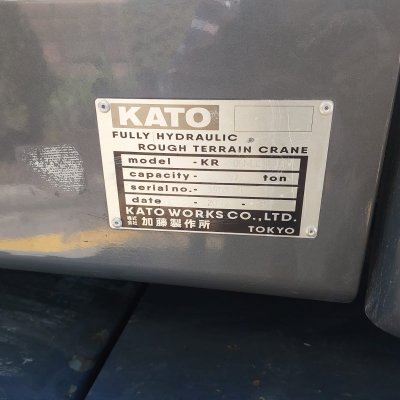 KATO
FULLY HYDRAULIC
ROUGH TERRAIN CRANE
model -KR
capacity- ton
serial no.-
date -
KATO WORKS CO., LTD.
株式会社 加藤製作所
TOKYO